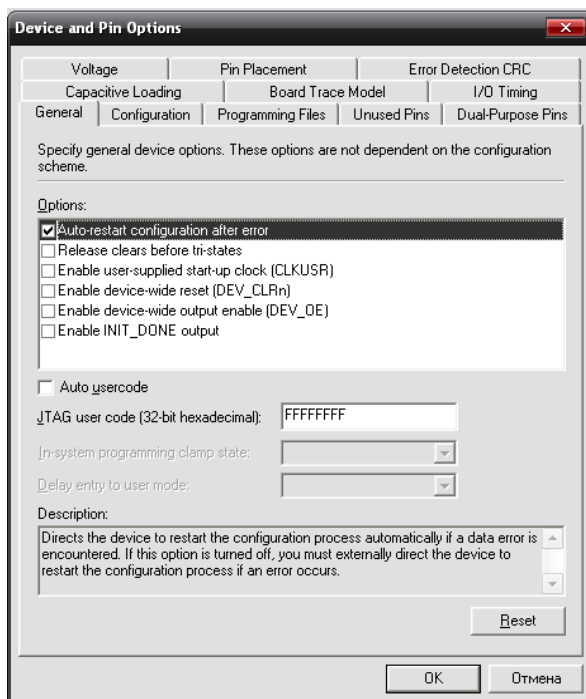 Device and Pin Options
Voltage Pin Placement Error Detection CRC
Capacitive Loading Board Trace Model I/O Timing
General Configuration Programming Files Unused Pins Dual-Purpose Pins
Specify general device options. These options are not dependent on the configuration
scheme.
Options:
Auto-restart configuration after error
Release clears before tri-states
Enable user-supplied start-up clock (CLKUSR)
Enable device-wide reset (DEV_CLRn)
Enable device-wide output enable (DEV_OE)
Enable INIT_DONE output
Auto usercode
JTAG user code (32-bit hexadecimal): FFFFFFFF
In-system programming clamp state:
Delay entry to user mode:
Description:
Directs the device to restart the configuration process automatically if a data error is
encountered. If this option is turned off, you must externally direct the device to
restart the configuration process if an error occurs.
Reset
OK Отмена